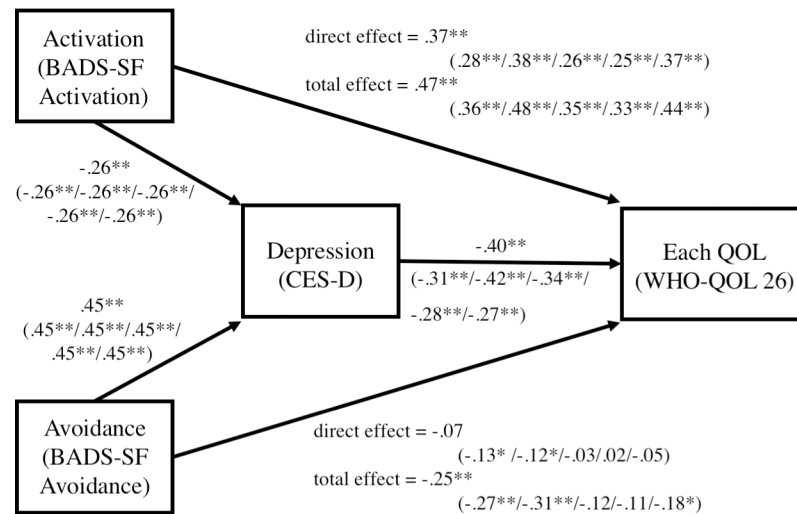 Activation
(BADS-SF
Activation)
direct effect = .37**
(.28**/.38**/.26**/.25**/.37**)
total effect = .47**
(.36**/.48**/.35**/.33**/.44**)
-.26**
(-.26**/-.26**/-.26**/
-.26**/-.26**)
Depression
(CES-D)
-.40**
(-.31**/-.42**/-.34**/
-.28**/-.27**)
Each QOL
(WHO-QOL 26)
.45**
(.45**/.45**/.45**/
.45**/.45**)
Avoidance
(BADS-SF
Avoidance)
direct effect = -.07
(-.13* /-.12*/-.03/.02/-.05)
total effect = -.25**
(-.27**/-.31**/-.12/-.11/-.18*)